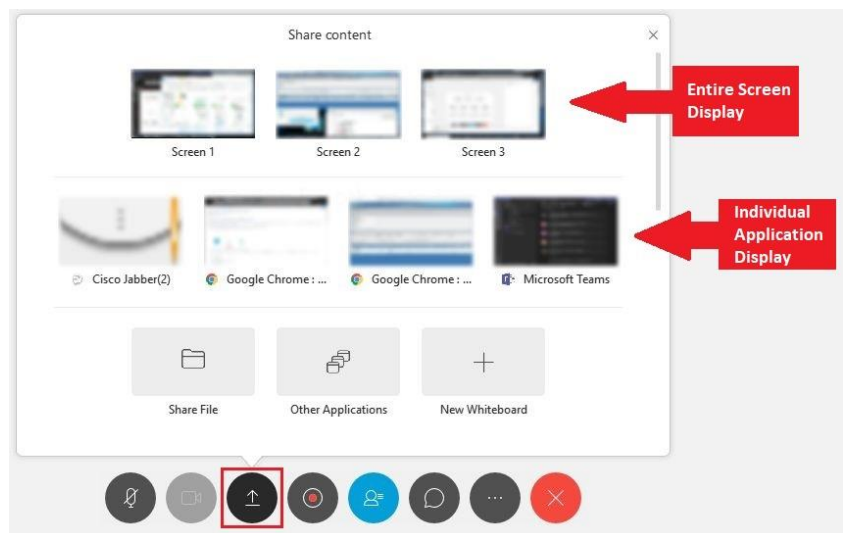 Share content
Entire Screen
Display
Screen 1
Screen 2
Screen 3
Individual
Application
Display
Cisco Jabber(2)
Google Chrome : ...
Google Chrome : ...
Microsoft Teams
Share File
Other Applications
New Whiteboard